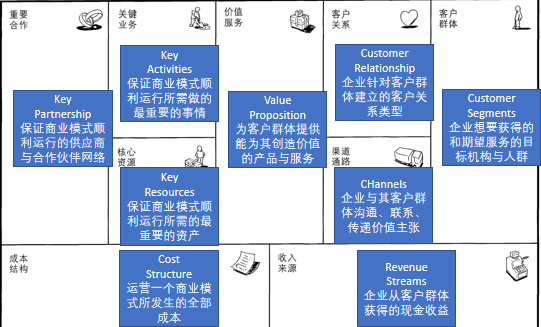 重要
合作
Key
Partnership
保证商业模式顺
利运行的供应商
与合作伙伴网络
关键
业务
Key
Activities
保证商业模式顺
利运行所需做的
最重要的事情
核心
资源
Key
Resources
保证商业模式顺
利运行所需的最
重要的资产
价值
服务
Value
Proposition
为客户群体提供
能为其创造价值
的产品与服务
客户
关系
Customer
Relationship
企业针对客户群
体建立的客户关
系类型
渠道
通路
CHannels
企业与其客户群
体沟通、联系、
传递价值主张
客户
群体
Customer
Segments
企业想要获得的
和期望服务的目
标机构与人群
成本
结构
Cost
Structure
运营一个商业模
式所发生的全部
成本
收入
来源
Revenue
Streams
企业从客户群体
获得的现金收益